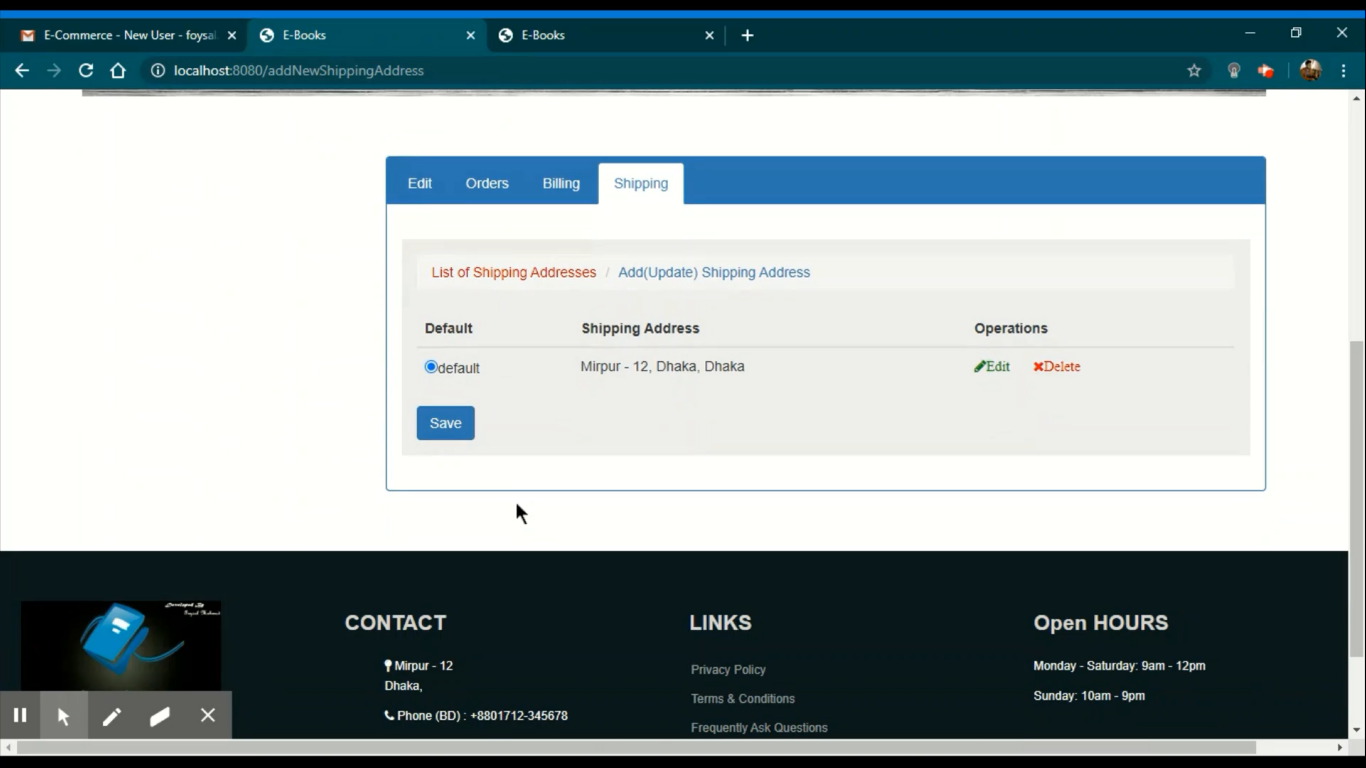 E-Commerce - New User - foysal
E-Books
E-Books
localhost:8080/addNewShippingAddress
Edit Orders Billing Shipping
List of Shipping Addresses / Add(Update) Shipping Address
Default Shipping Address Operations
default Mirpur - 12, Dhaka, Dhaka Edit Delete
Save
CONTACT
Mirpur - 12
Dhaka,
Phone (BD) : +8801712-345678
LINKS
Privacy Policy
Terms & Conditions
Frequently Ask Questions
Open HOURS
Monday - Saturday: 9am - 12pm
Sunday: 10am - 9pm
Developed By